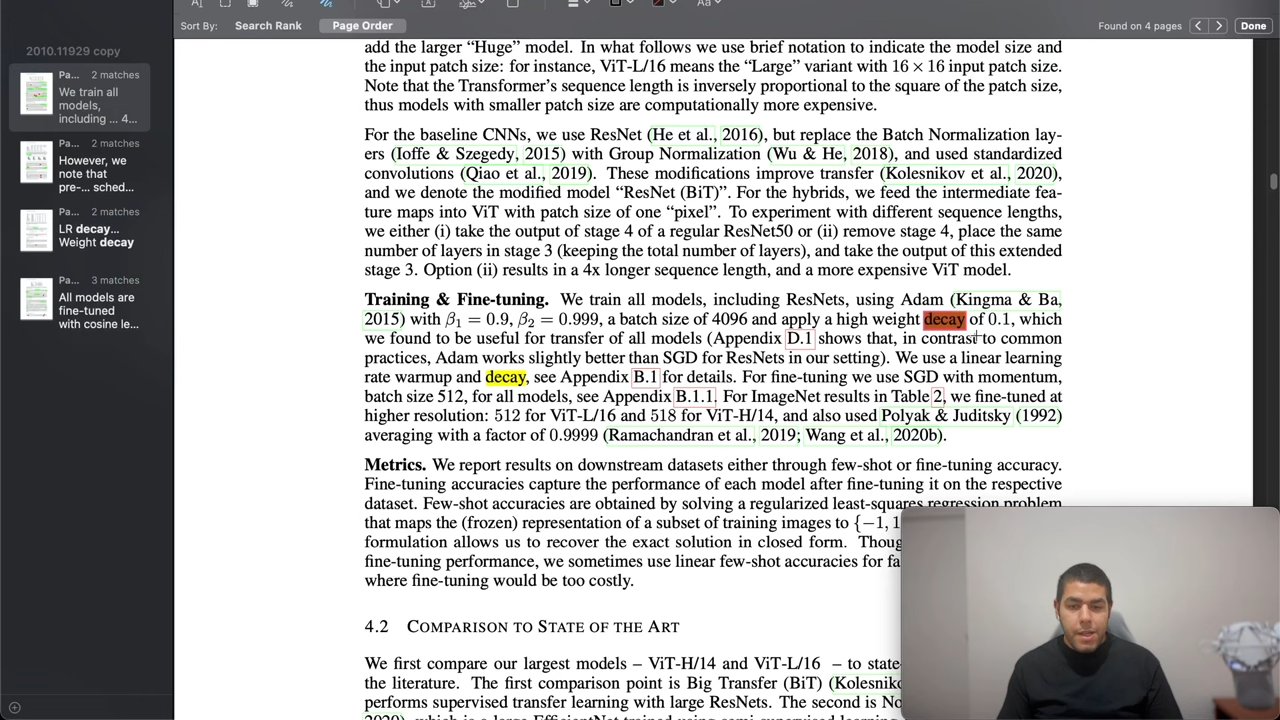 Sort By:
Search Rank
Page Order
Found on 4 pages
Done
2010.11929 copy
Pa... 2 matches
We train all
models,
including ... 4...
Pa... 2 matches
However, we
note that
pre-... sched...
Pa... 2 matches
LR decay...
Weight decay
Pa... 3 matches
All models are
fine-tuned
with cosine le...
add the larger “Huge” model. In what follows we use brief notation to indicate the model size and
the input patch size: for instance, ViT-L/16 means the “Large” variant with 16 × 16 input patch size.
Note that the Transformer’s sequence length is inversely proportional to the square of the patch size,
thus models with smaller patch size are computationally more expensive.
For the baseline CNNs, we use ResNet (He et al., 2016), but replace the Batch Normalization lay-
ers (Ioffe & Szegedy, 2015) with Group Normalization (Wu & He, 2018), and used standardized
convolutions (Qiao et al., 2019). These modifications improve transfer (Kolesnikov et al., 2020),
and we denote the modified model “ResNet (BiT)”. For the hybrids, we feed the intermediate fea-
ture maps into ViT with patch size of one “pixel”. To experiment with different sequence lengths,
we either (i) take the output of stage 4 of a regular ResNet50 or (ii) remove stage 4, place the same
number of layers in stage 3 (keeping the total number of layers), and take the output of this extended
stage 3. Option (ii) results in a 4x longer sequence length, and a more expensive ViT model.
Training & Fine-tuning. We train all models, including ResNets, using Adam (Kingma & Ba,
2015) with β₁ = 0.9, β₂ = 0.999, a batch size of 4096 and apply a high weight decay of 0.1, which
we found to be useful for transfer of all models (Appendix D.1 shows that, in contrast to common
practices, Adam works slightly better than SGD for ResNets in our setting). We use a linear learning
rate warmup and decay, see Appendix B.1 for details. For fine-tuning we use SGD with momentum,
batch size 512, for all models, see Appendix B.1.1. For ImageNet results in Table 2, we fine-tuned at
higher resolution: 512 for ViT-L/16 and 518 for ViT-H/14, and also used Polyak & Juditsky (1992)
averaging with a factor of 0.9999 (Ramachandran et al., 2019; Wang et al., 2020b).
Metrics. We report results on downstream datasets either through few-shot or fine-tuning accuracy.
Fine-tuning accuracies capture the performance of each model after fine-tuning it on the respective
dataset. Few-shot accuracies are obtained by solving a regularized least-squares regression problem
that maps the (frozen) representation of a subset of training images to {−1, 1
formulation allows us to recover the exact solution in closed form. Thoug
fine-tuning performance, we sometimes use linear few-shot accuracies for fa
where fine-tuning would be too costly.
4.2 COMPARISON TO STATE OF THE ART
We first compare our largest models – ViT-H/14 and ViT-L/16 – to state-
the literature. The first comparison point is Big Transfer (BiT) (Kolesnikc
performs supervised transfer learning with large ResNets. The second is No